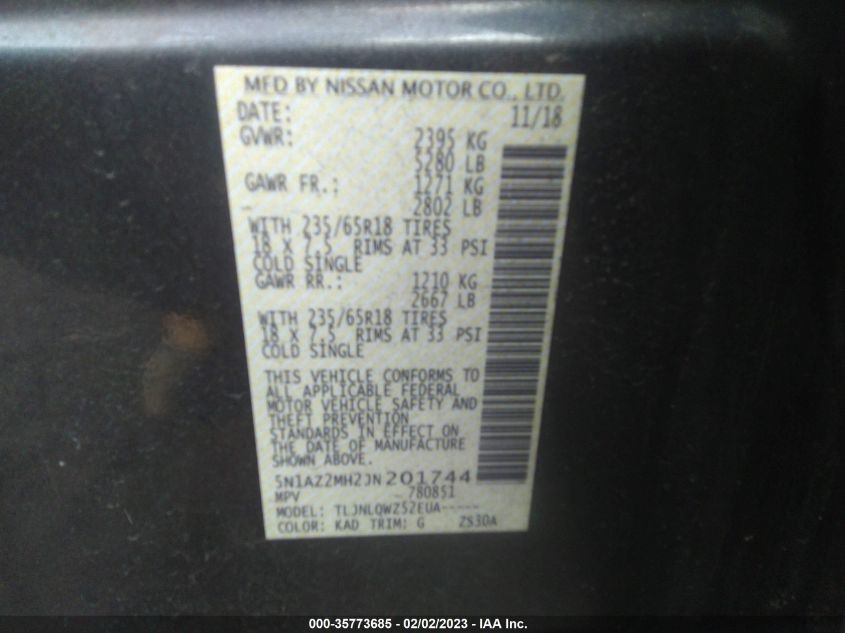 MFD BY NISSAN MOTOR CO., LTD.
DATE: 11/18
GVWR: 2395 KG
5280 LB
GAWR FR.: 1271 KG
2802 LB
WITH 235/65R18 TIRES
18 X 7.5 RIMS AT 33 PSI
COLD SINGLE
GAWR RR.: 1210 KG
2667 LB
WITH 235/65R18 TIRES
18 X 7.5 RIMS AT 33 PSI
COLD SINGLE
THIS VEHICLE CONFORMS TO
ALL APPLICABLE FEDERAL
MOTOR VEHICLE SAFETY AND
THEFT PREVENTION
STANDARDS IN EFFECT ON
THE DATE OF MANUFACTURE
SHOWN ABOVE.
5N1AZ2MH2JN201744
MPV 780851
MODEL: TLJNLQWZ52EUA-----
COLOR: KAD TRIM: G ZS30A
000-35773685 - 02/02/2023 - IAA Inc.